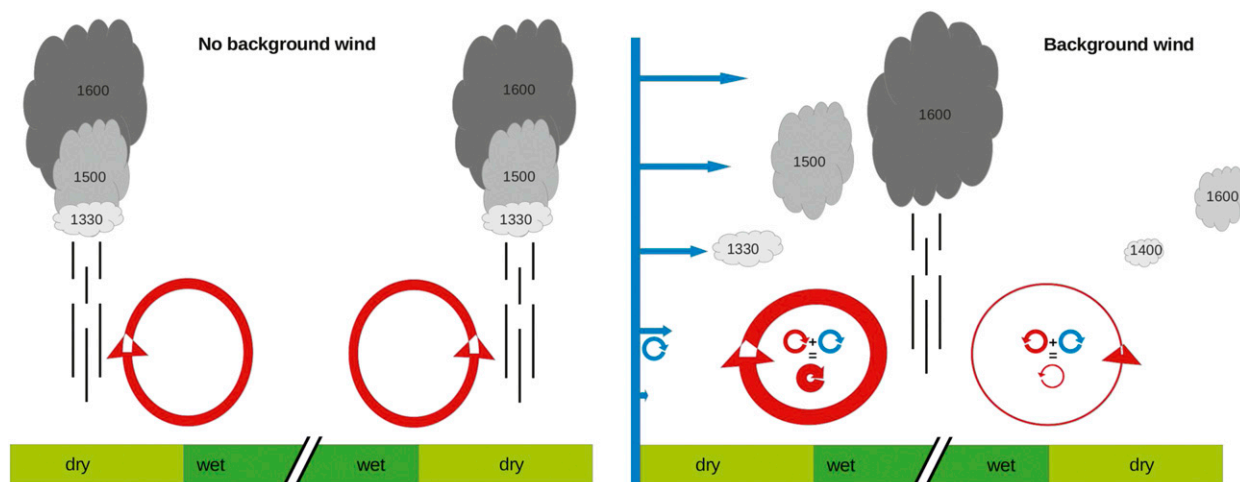 No background wind
1600
1500
1330
1600
1500
1330
dry
wet
wet
dry
Background wind
1600
1500
1330
1600
1400
+
=
+
=
dry
wet
wet
dry